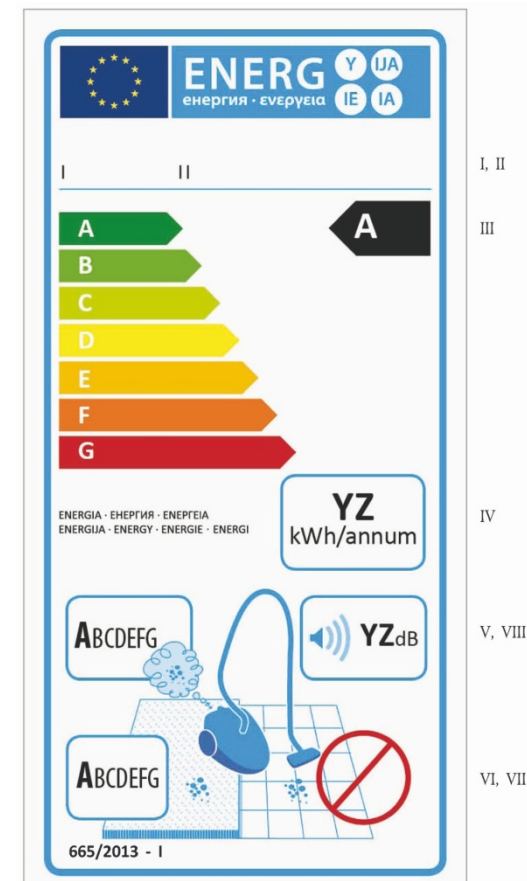 ENERG Y IJA
енергия · ενεργεια IE IA
I II
I, II
A A
III
B
C
D
E
F
G
ENERGIA · ЕНЕРГИЯ · ΕΝΕΡΓΕΙΑ
ENERGIJA · ENERGY · ENERGIE · ENERGI
YZ
kWh/annum
IV
ABCDEFG
YZdB
V, VIII
ABCDEFG
VI, VII
665/2013 - I